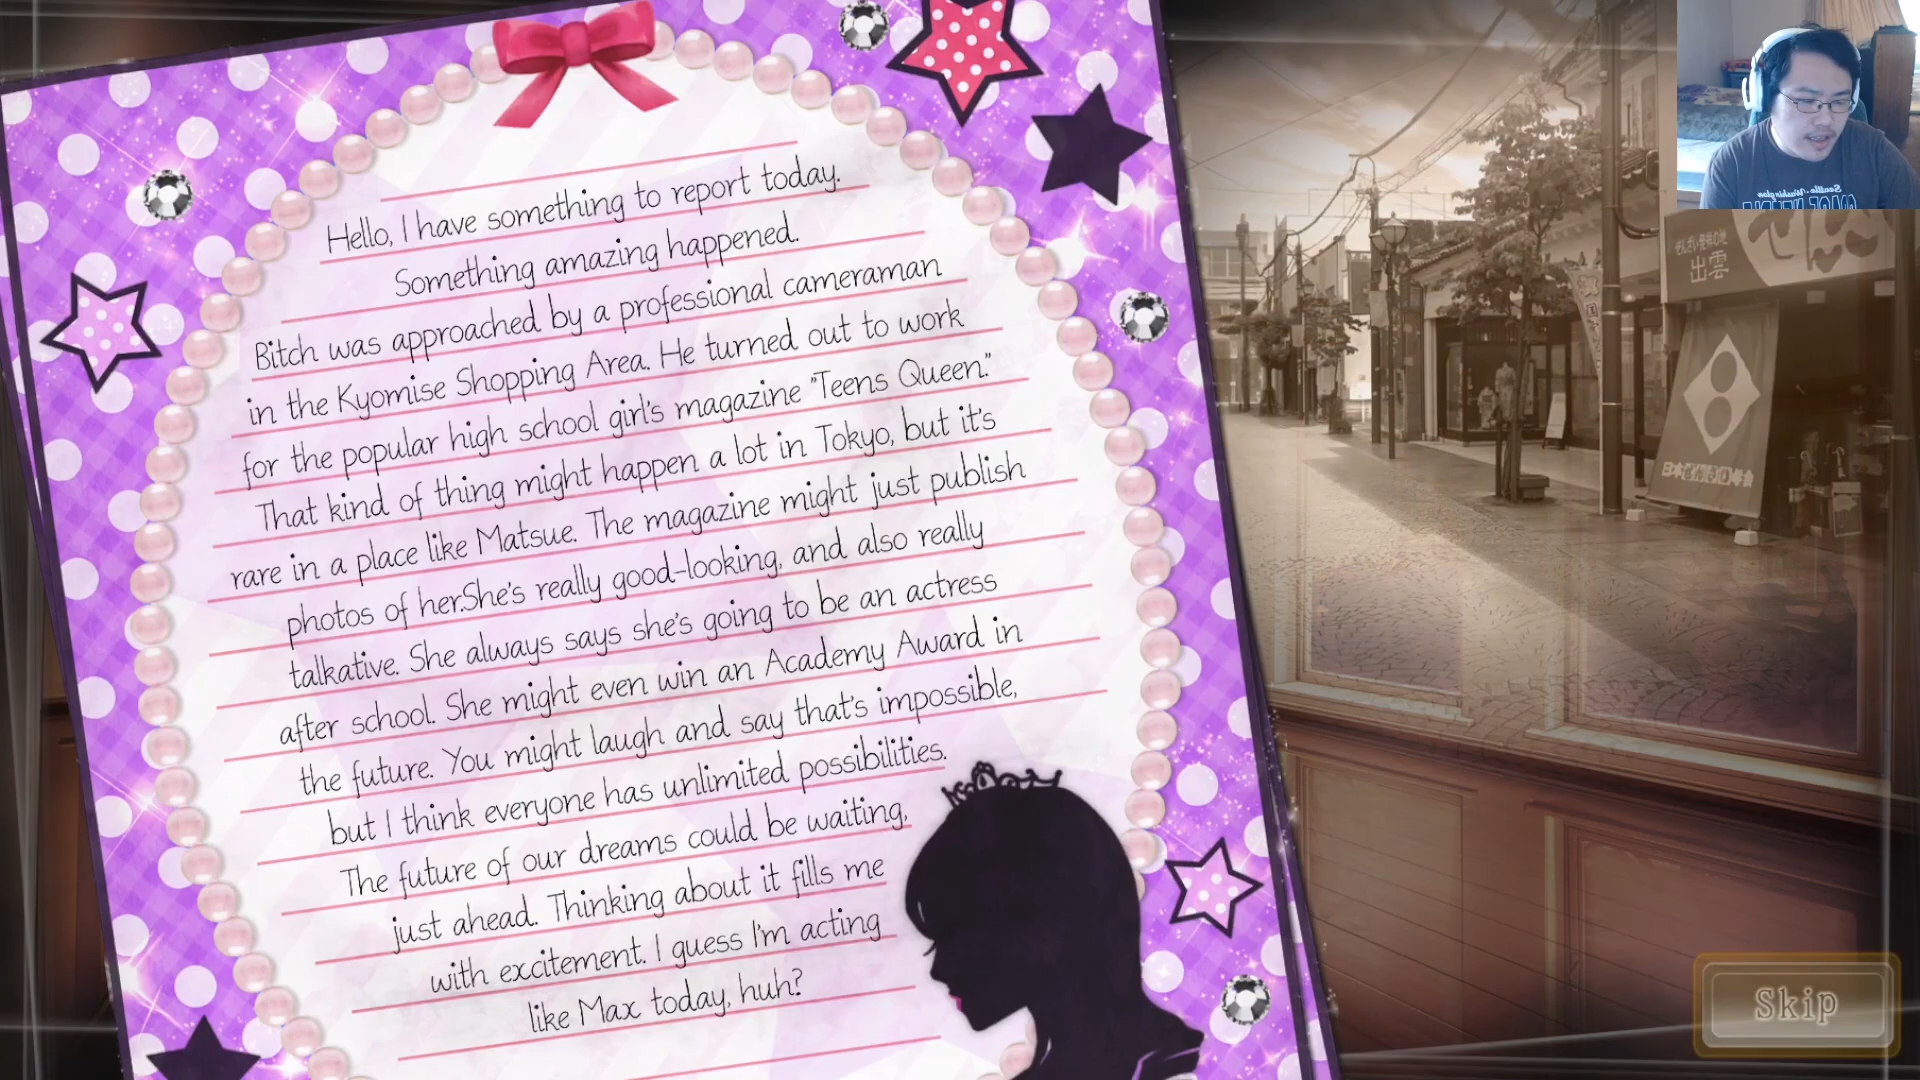 Hello, I have something to report today.
Something amazing happened.
Bitch was approached by a professional cameraman
in the Kyomise Shopping Area. He turned out to work
for the popular high school girl's magazine "Teens Queen."
That kind of thing might happen a lot in Tokyo, but it's
rare in a place like Matsue. The magazine might just publish
photos of her.She's really good-looking, and also really
talkative. She always says she's going to be an actress
after school. She might even win an Academy Award in
the future. You might laugh and say that's impossible,
but I think everyone has unlimited possibilities.
The future of our dreams could be waiting,
just ahead. Thinking about it fills me
with excitement. I guess I'm acting
like Max today, huh?
Seattle, Washington
出雲
Skip